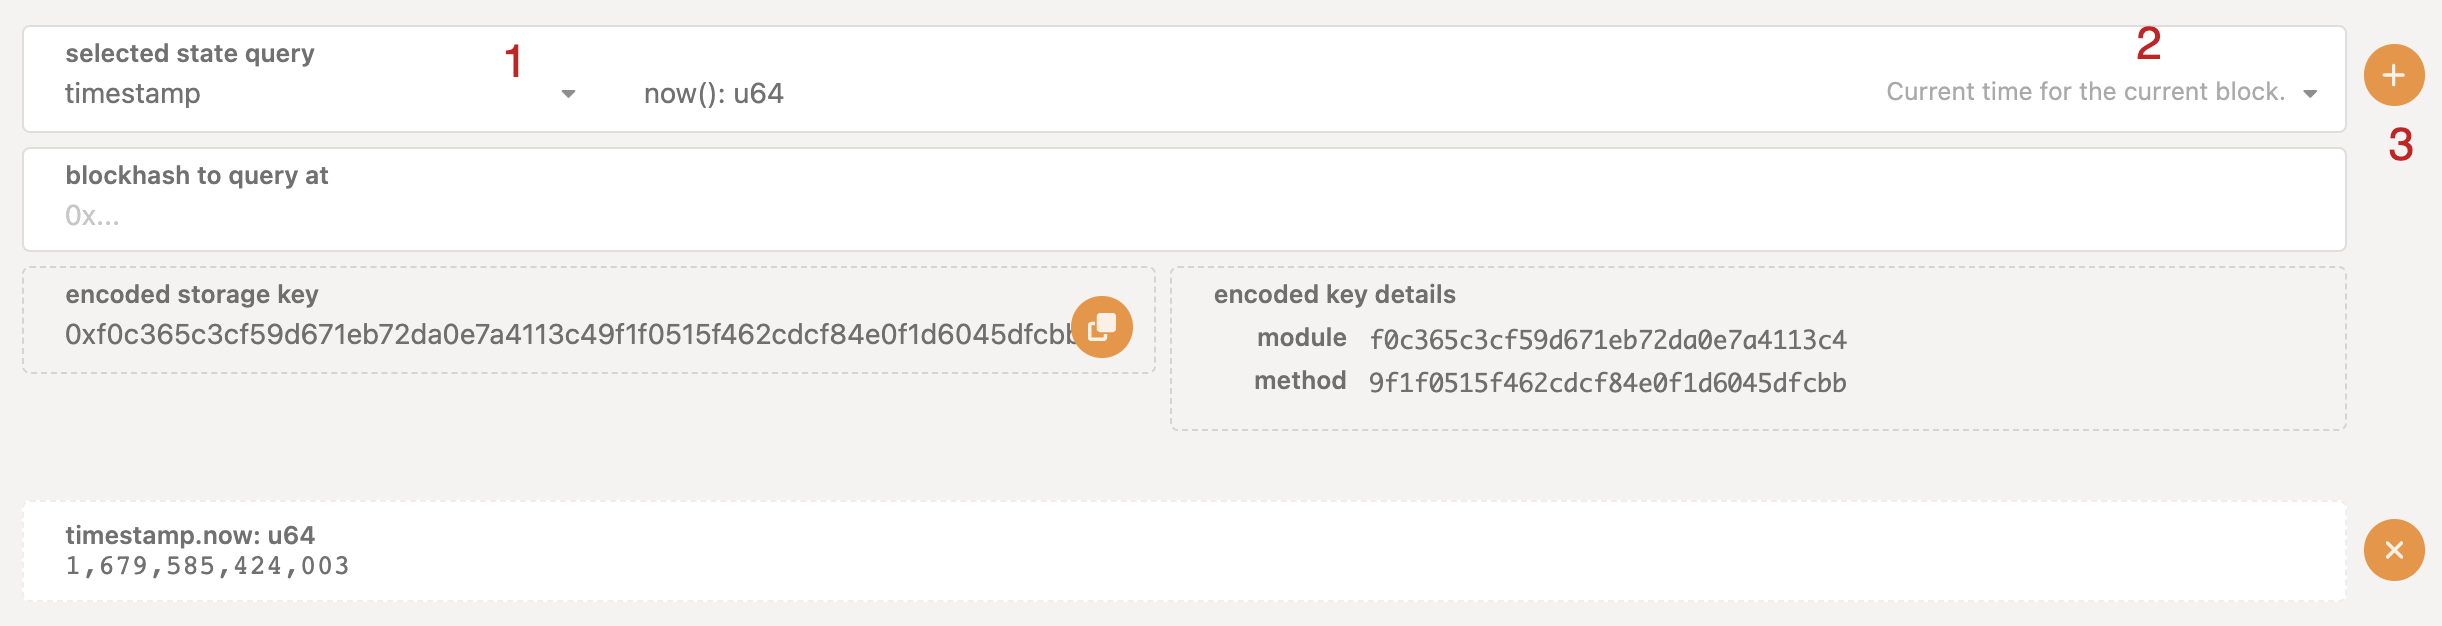 selected state query
1
2
timestamp
now(): u64
Current time for the current block.
3
blockhash to query at
0x...
encoded storage key
0xf0c365c3cf59d671eb72da0e7a4113c49f1f0515f462cdcf84e0f1d6045dfcbb
encoded key details
module f0c365c3cf59d671eb72da0e7a4113c4
method 9f1f0515f462cdcf84e0f1d6045dfcbb
timestamp.now: u64
1,679,585,424,003